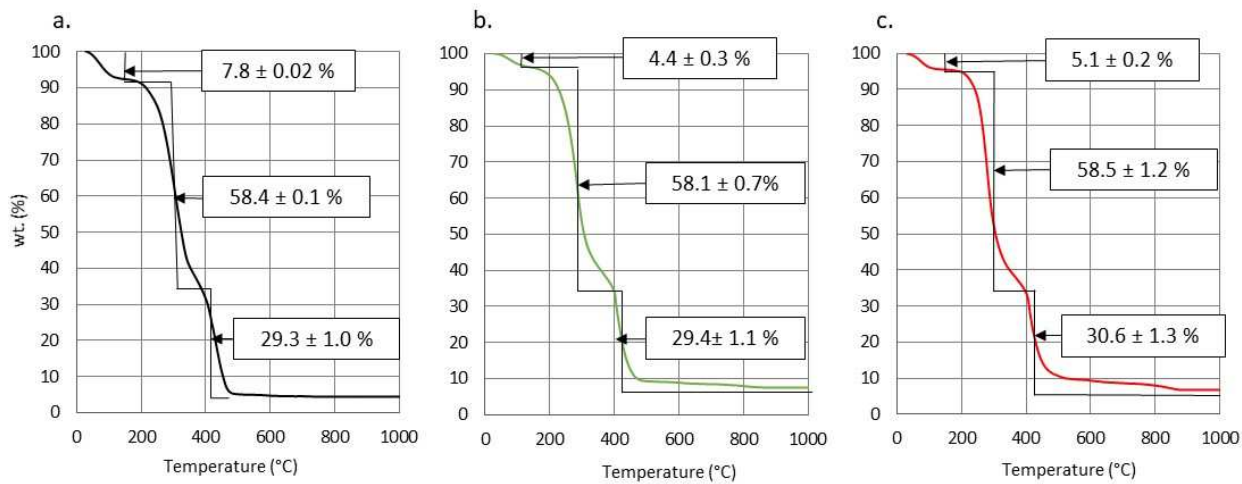 a.
100
90
80
70
60
50
40
30
20
10
0
wt. (%)
7.8 ± 0.02 %
58.4 ± 0.1 %
29.3 ± 1.0 %
0 200 400 600 800 1000
Temperature (°C)
b.
100
90
80
70
60
50
40
30
20
10
0
4.4 ± 0.3 %
58.1 ± 0.7%
29.4± 1.1 %
0 200 400 600 800 1000
Temperature (°C)
c.
100
90
80
70
60
50
40
30
20
10
0
5.1 ± 0.2 %
58.5 ± 1.2 %
30.6 ± 1.3 %
0 200 400 600 800 1000
Temperature (°C)